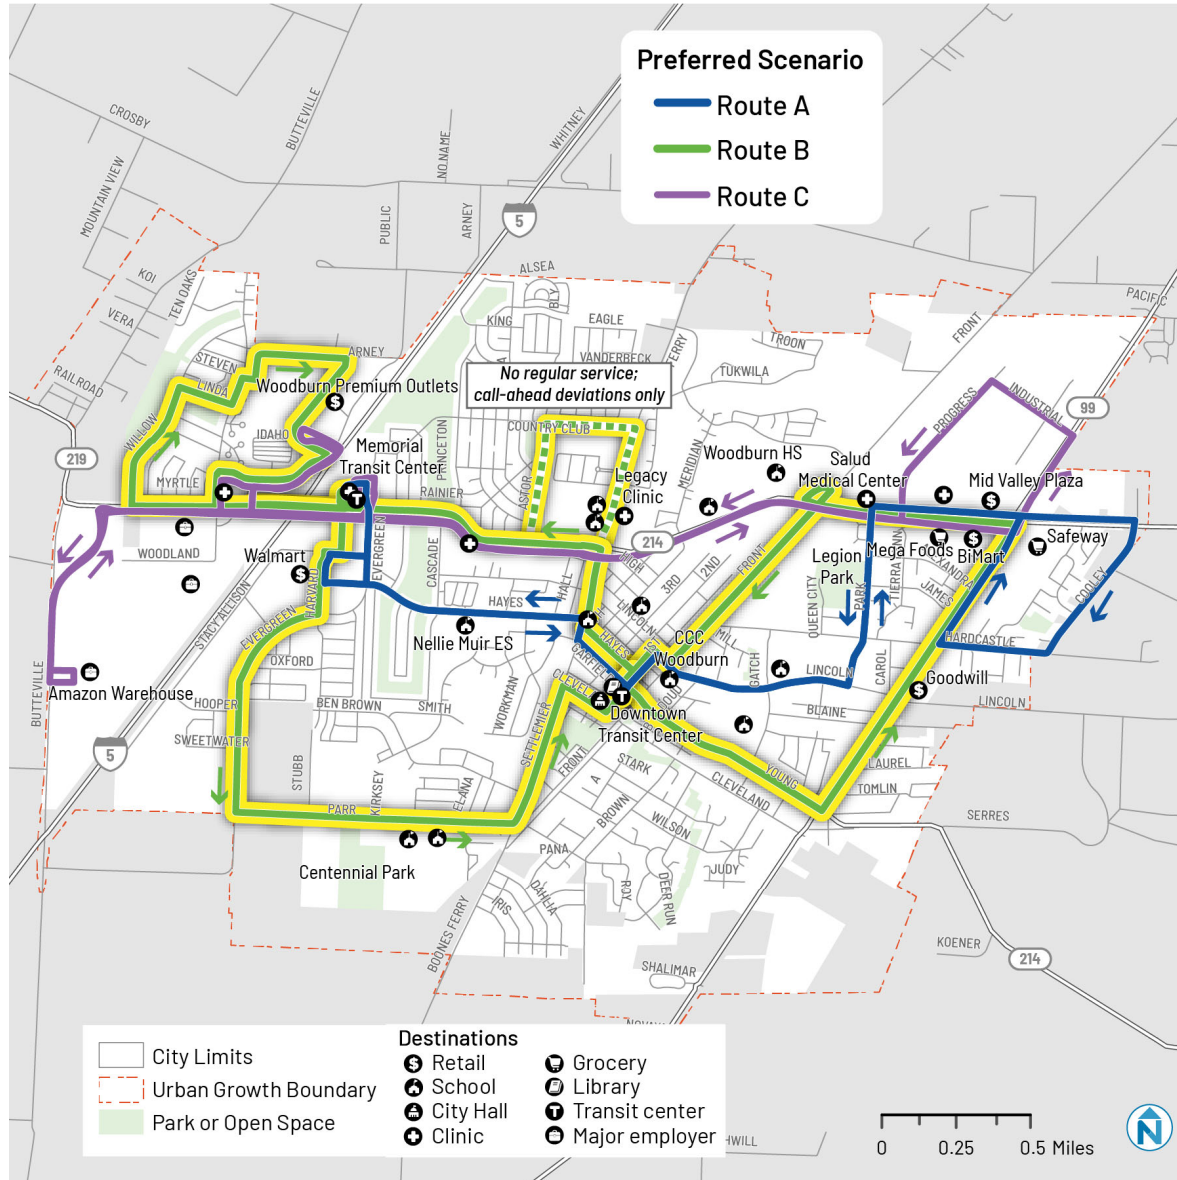 Preferred Scenario
Route A
Route B
Route C
CROSBY
BUTTEVILLE
WHITNEY
NO NAME
MOUNTAIN VIEW
PUBLIC
ARNEY
5
ALSEA
KOI
TEN OAKS
BLY
PACIFIC
VERA
KING
EAGLE
FRONT
TROON
STEVEN
ARNEY
VANDERBECK
FERRY
RAILROAD
LINDA
No regular service;
call-ahead deviations only
TUKWILA
Woodburn Premium Outlets
PROGRESS
INDUSTRIAL
99
WILLOW
IDAHO
COUNTRY CLUB
PRINCETON
MERIDIAN
219
Memorial
Transit Center
Woodburn HS
Salud
Medical Center
Mid Valley Plaza
MYRTLE
RAINIER
ASTOR
Legacy
Clinic
WOODLAND
Walmart
EVERGREEN
CASCADE
214
HIGH
Legion
Park
Mega Foods
BiMart
Safeway
STACY ALLISON
HARVARD
HAYES
HALL
3RD
2ND
FRONT
QUEEN CITY
PARK
TIERRA LYNN
JAMES
COOLEY
EVERGREEN
Nellie Muir ES
LINCOLN
HAYES
GARFIELD
MILL
HARDCASTLE
CCC
Woodburn
GATCH
LINCOLN
CAROL
OXFORD
Amazon Warehouse
BUTTEVILLE
HOOPER
BEN BROWN
SMITH
WORKMAN
Goodwill
LINCOLN
Downtown
Transit Center
BLAINE
SWEETWATER
SETTLEMIER
FRONT
5
STUBB
STARK
A
YOUNG
CLEVELAND
LAUREL
TOMLIN
KIRKSEY
ELANA
PARR
BROWN
WILSON
SERRES
Centennial Park
PANA
JUDY
DAHLIA
IRIS
ROY
DEER RUN
BOONES FERRY
KOENER
214
SHALIMAR
City Limits
Urban Growth Boundary
Park or Open Space
Destinations
Retail
School
City Hall
Clinic
Grocery
Library
Transit center
Major employer
0 0.25 0.5 Miles
N